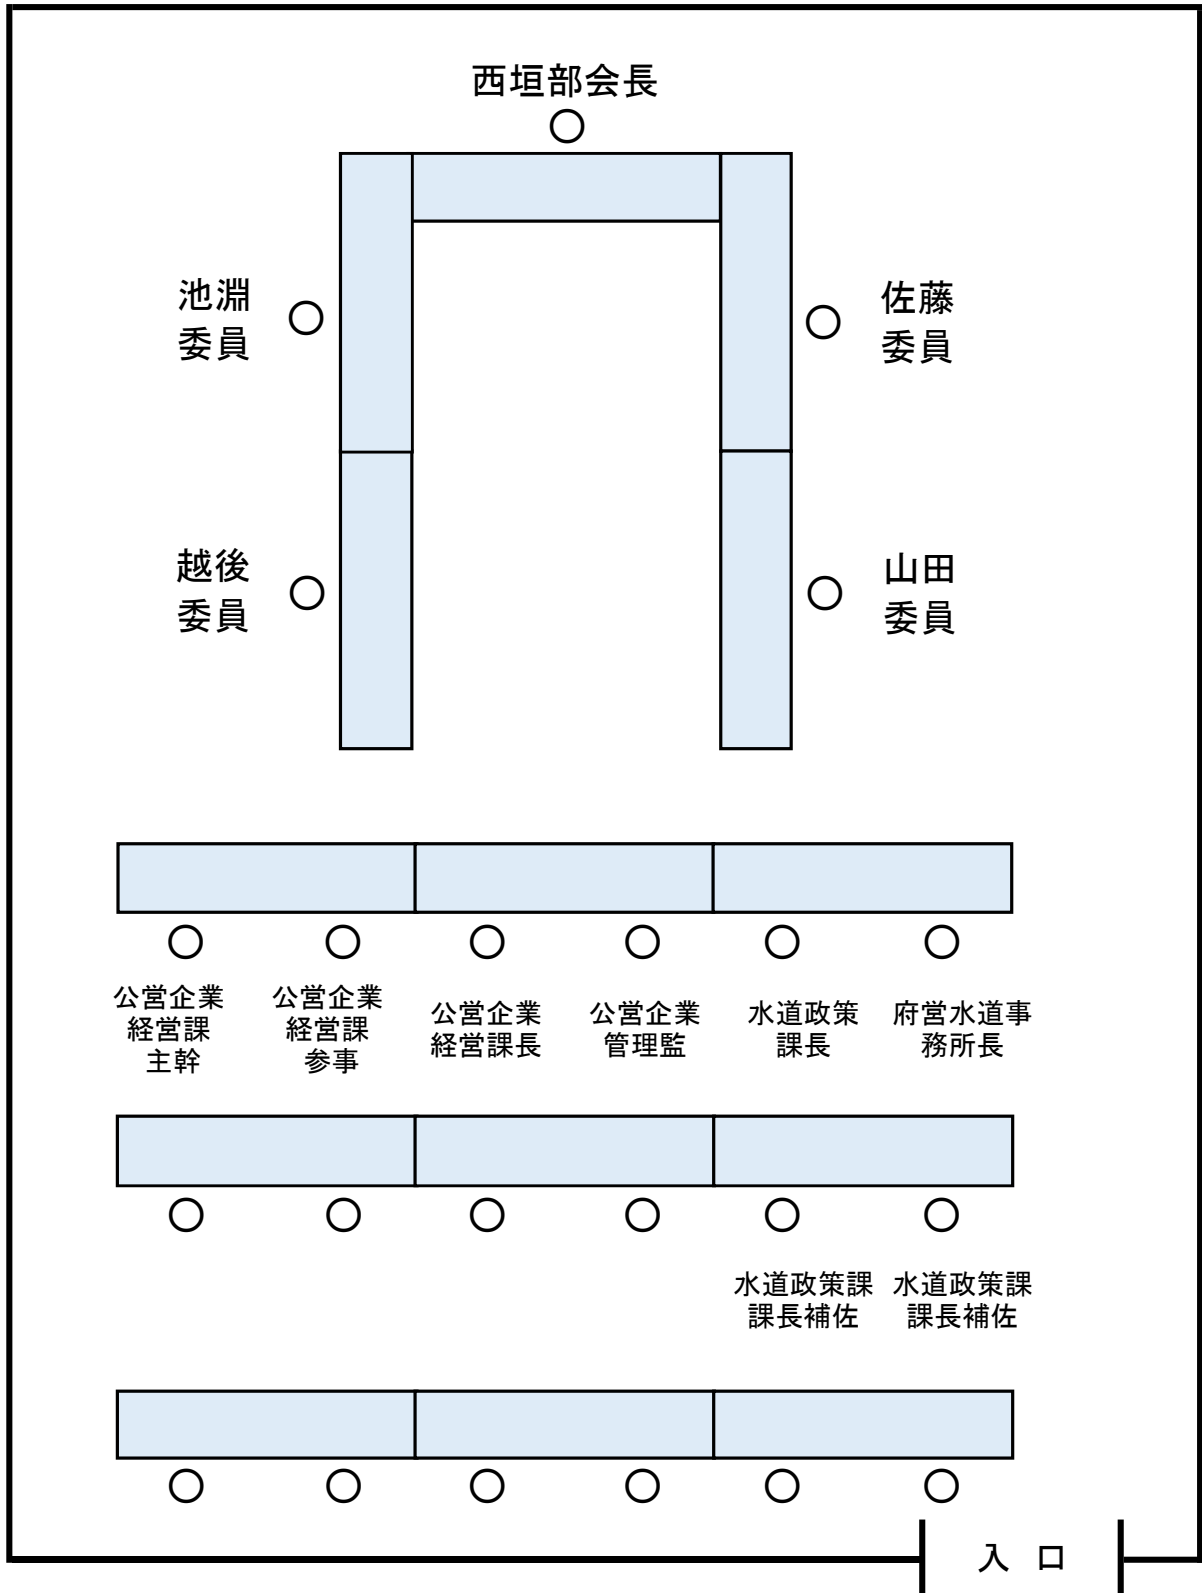 西垣部会長
池淵
委員
佐藤
委員
越後
委員
山田
委員
公営企業
経営課
主幹
公営企業
経営課
参事
公営企業
経営課長
公営企業
管理監
水道政策
課長
府営水道事
務所長
水道政策課
課長補佐
水道政策課
課長補佐
入 口